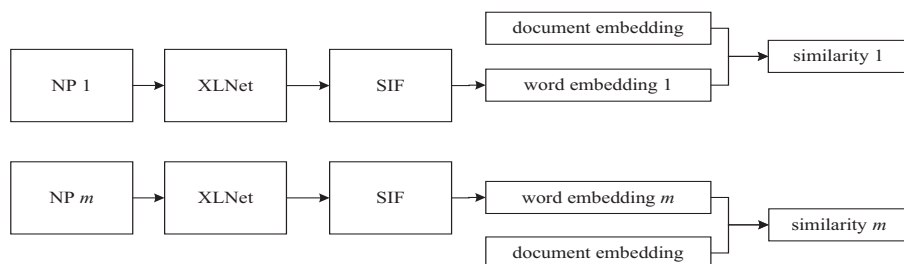 document embedding
NP 1
XLNet
SIF
word embedding 1
similarity 1
NP m
XLNet
SIF
word embedding m
document embedding
similarity m